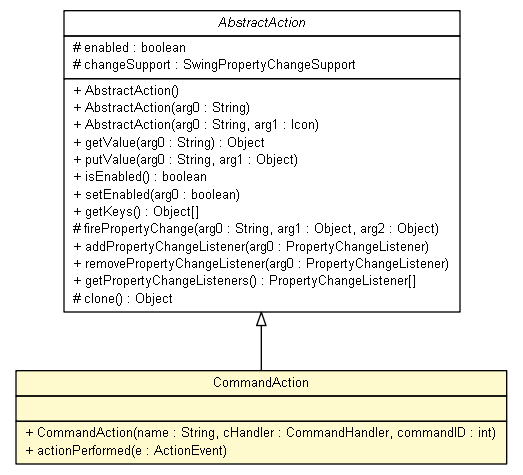 AbstractAction
# enabled : boolean
# changeSupport : SwingPropertyChangeSupport
+ AbstractAction()
+ AbstractAction(arg0 : String)
+ AbstractAction(arg0 : String, arg1 : Icon)
+ getValue(arg0 : String) : Object
+ putValue(arg0 : String, arg1 : Object)
+ isEnabled() : boolean
+ setEnabled(arg0 : boolean)
+ getKeys() : Object[]
# firePropertyChange(arg0 : String, arg1 : Object, arg2 : Object)
+ addPropertyChangeListener(arg0 : PropertyChangeListener)
+ removePropertyChangeListener(arg0 : PropertyChangeListener)
+ getPropertyChangeListeners() : PropertyChangeListener[]
# clone() : Object
CommandAction
+ CommandAction(name : String, cHandler : CommandHandler, commandID : int)
+ actionPerformed(e : ActionEvent)